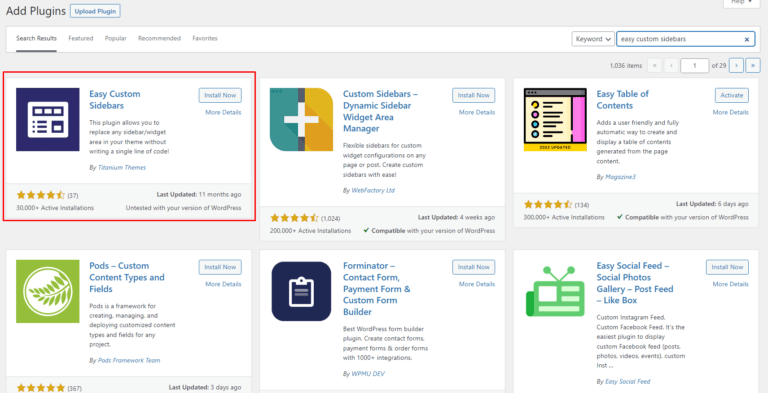 Help
Add Plugins Upload Plugin
Search Results Featured Popular Recommended Favorites
Keyword easy custom sidebars ×
1,036 items « ‹ 1 of 29 › »
Easy Custom
Sidebars
Install Now
More Details
This plugin allows you to
replace any sidebar/widget
area in your theme without
writing a single line of code!
By Titanium Themes
(37)
Last Updated: 11 months ago
30,000+ Active Installations
Untested with your version of WordPress
Custom Sidebars –
Dynamic Sidebar
Widget Area
Manager
Install Now
More Details
Flexible sidebars for custom
widget configurations on any
page or post. Create custom
sidebars with ease!
By WebFactory Ltd
(1,024)
Last Updated: 4 weeks ago
200,000+ Active Installations
✔ Compatible with your version of WordPress
2023 UPDATED
Easy Table of
Contents
Activate
More Details
Adds a user friendly and fully
automatic way to create and
display a table of contents
generated from the page
content.
By Magazine3
(134)
Last Updated: 6 days ago
300,000+ Active Installations
✔ Compatible with your version of WordPress
Pods – Custom
Content Types and
Fields
Install Now
More Details
Pods is a framework for
creating, managing, and
deploying customized content
types and fields for any
project.
By Pods Framework Team
(367)
Last Updated: 3 days ago
Forminator –
Contact Form,
Payment Form &
Custom Form
Builder
Install Now
More Details
Best WordPress form builder
plugin. Create contact forms,
payment forms & order forms
with 1000+ integrations.
By WPMU DEV
Easy Social Feed –
Social Photos
Gallery – Post Feed
– Like Box
Install Now
More Details
Custom Instagram Feed,
Custom Facebook Feed. It's the
easiest plugin to display
custom Facebook feed (posts,
photos, videos, events)..custom
Inst ...
By Easy Social Feed